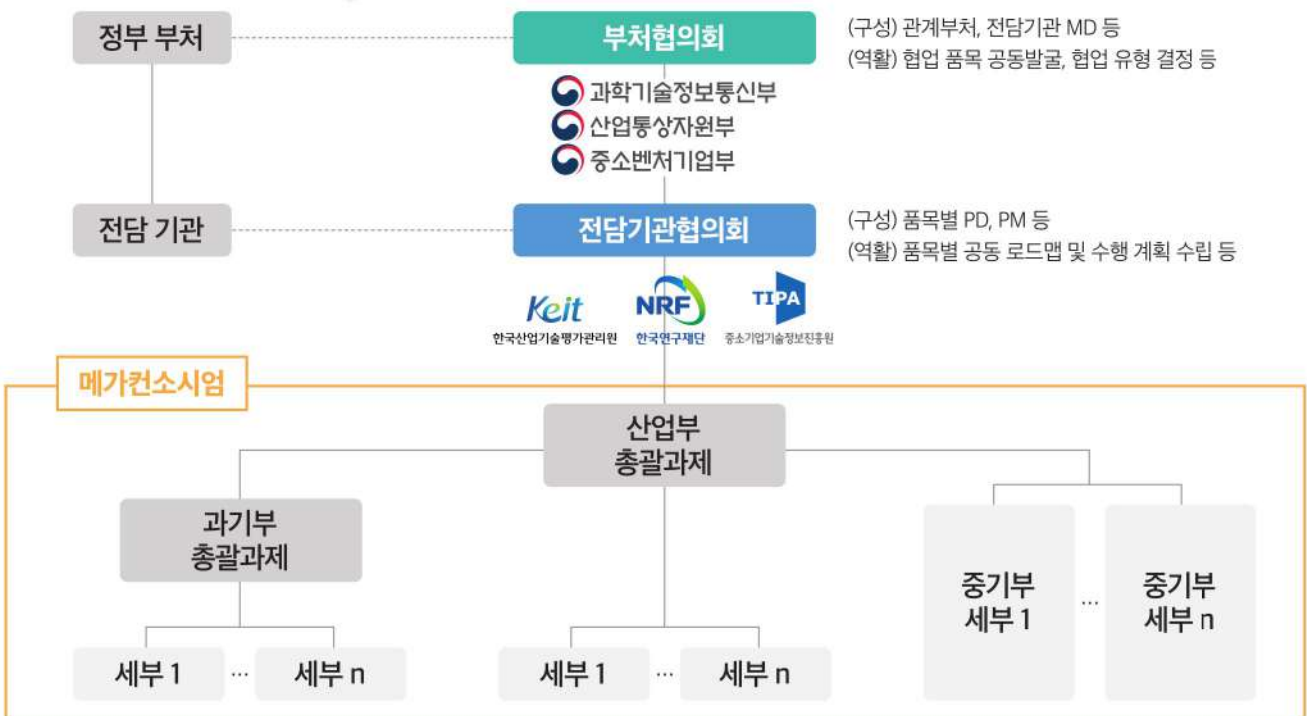 정부 부처
부처협의회
(구성) 관계부처, 전담기관 MD 등
(역활) 협업 품목 공동발굴, 협업 유형 결정 등
과학기술정보통신부
산업통상자원부
중소벤처기업부
전담 기관
전담기관협의회
(구성) 품목별 PD, PM 등
(역활) 품목별 공동 로드맵 및 수행 계획 수립 등
Keit
한국산업기술평가관리원
NRF
한국연구재단
TIPA
중소기업기술정보진흥원
메가컨소시엄
산업부
총괄과제
과기부
총괄과제
중기부
세부 1
...
중기부
세부 n
세부 1
...
세부 n
세부 1
...
세부 n